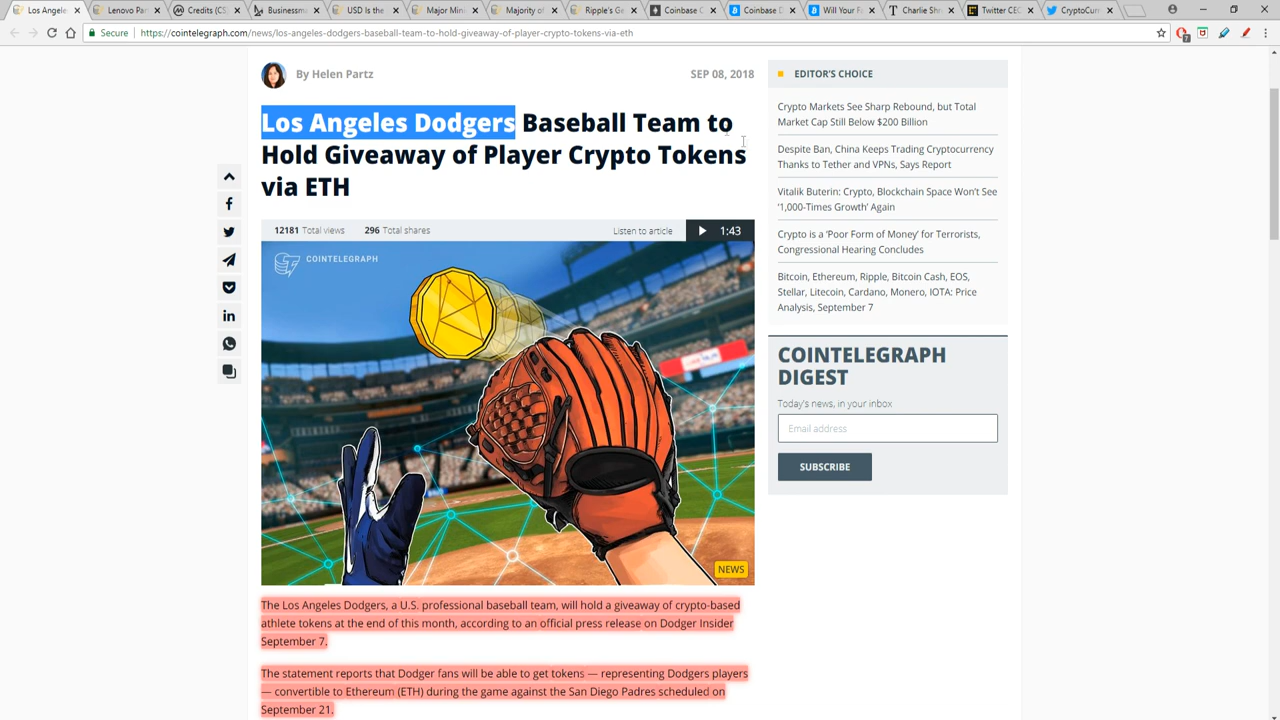 Los Angele
Lenovo Par
Credits (CS
Businessm
USD Is the
Major Mini
Majority of
Ripple's Ge
Coinbase C
Coinbase D
Will Your F
Charlie Shr
Twitter CEO
CryptoCur
Secure
https://cointelegraph.com/news/los-angeles-dodgers-baseball-team-to-hold-giveaway-of-player-crypto-tokens-via-eth
By Helen Partz
SEP 08, 2018
Los Angeles Dodgers Baseball Team to
Hold Giveaway of Player Crypto Tokens
via ETH
12181 Total views
296 Total shares
Listen to article
1:43
COINTELEGRAPH
NEWS
The Los Angeles Dodgers, a U.S. professional baseball team, will hold a giveaway of crypto-based
athlete tokens at the end of this month, according to an official press release on Dodger Insider
September 7.
The statement reports that Dodger fans will be able to get tokens — representing Dodgers players
— convertible to Ethereum (ETH) during the game against the San Diego Padres scheduled on
September 21.
EDITOR'S CHOICE
Crypto Markets See Sharp Rebound, but Total
Market Cap Still Below $200 Billion
Despite Ban, China Keeps Trading Cryptocurrency
Thanks to Tether and VPNs, Says Report
Vitalik Buterin: Crypto, Blockchain Space Won't See
'1,000-Times Growth' Again
Crypto is a 'Poor Form of Money' for Terrorists,
Congressional Hearing Concludes
Bitcoin, Ethereum, Ripple, Bitcoin Cash, EOS,
Stellar, Litecoin, Cardano, Monero, IOTA: Price
Analysis, September 7
COINTELEGRAPH
DIGEST
Today's news, in your inbox
Email address
SUBSCRIBE